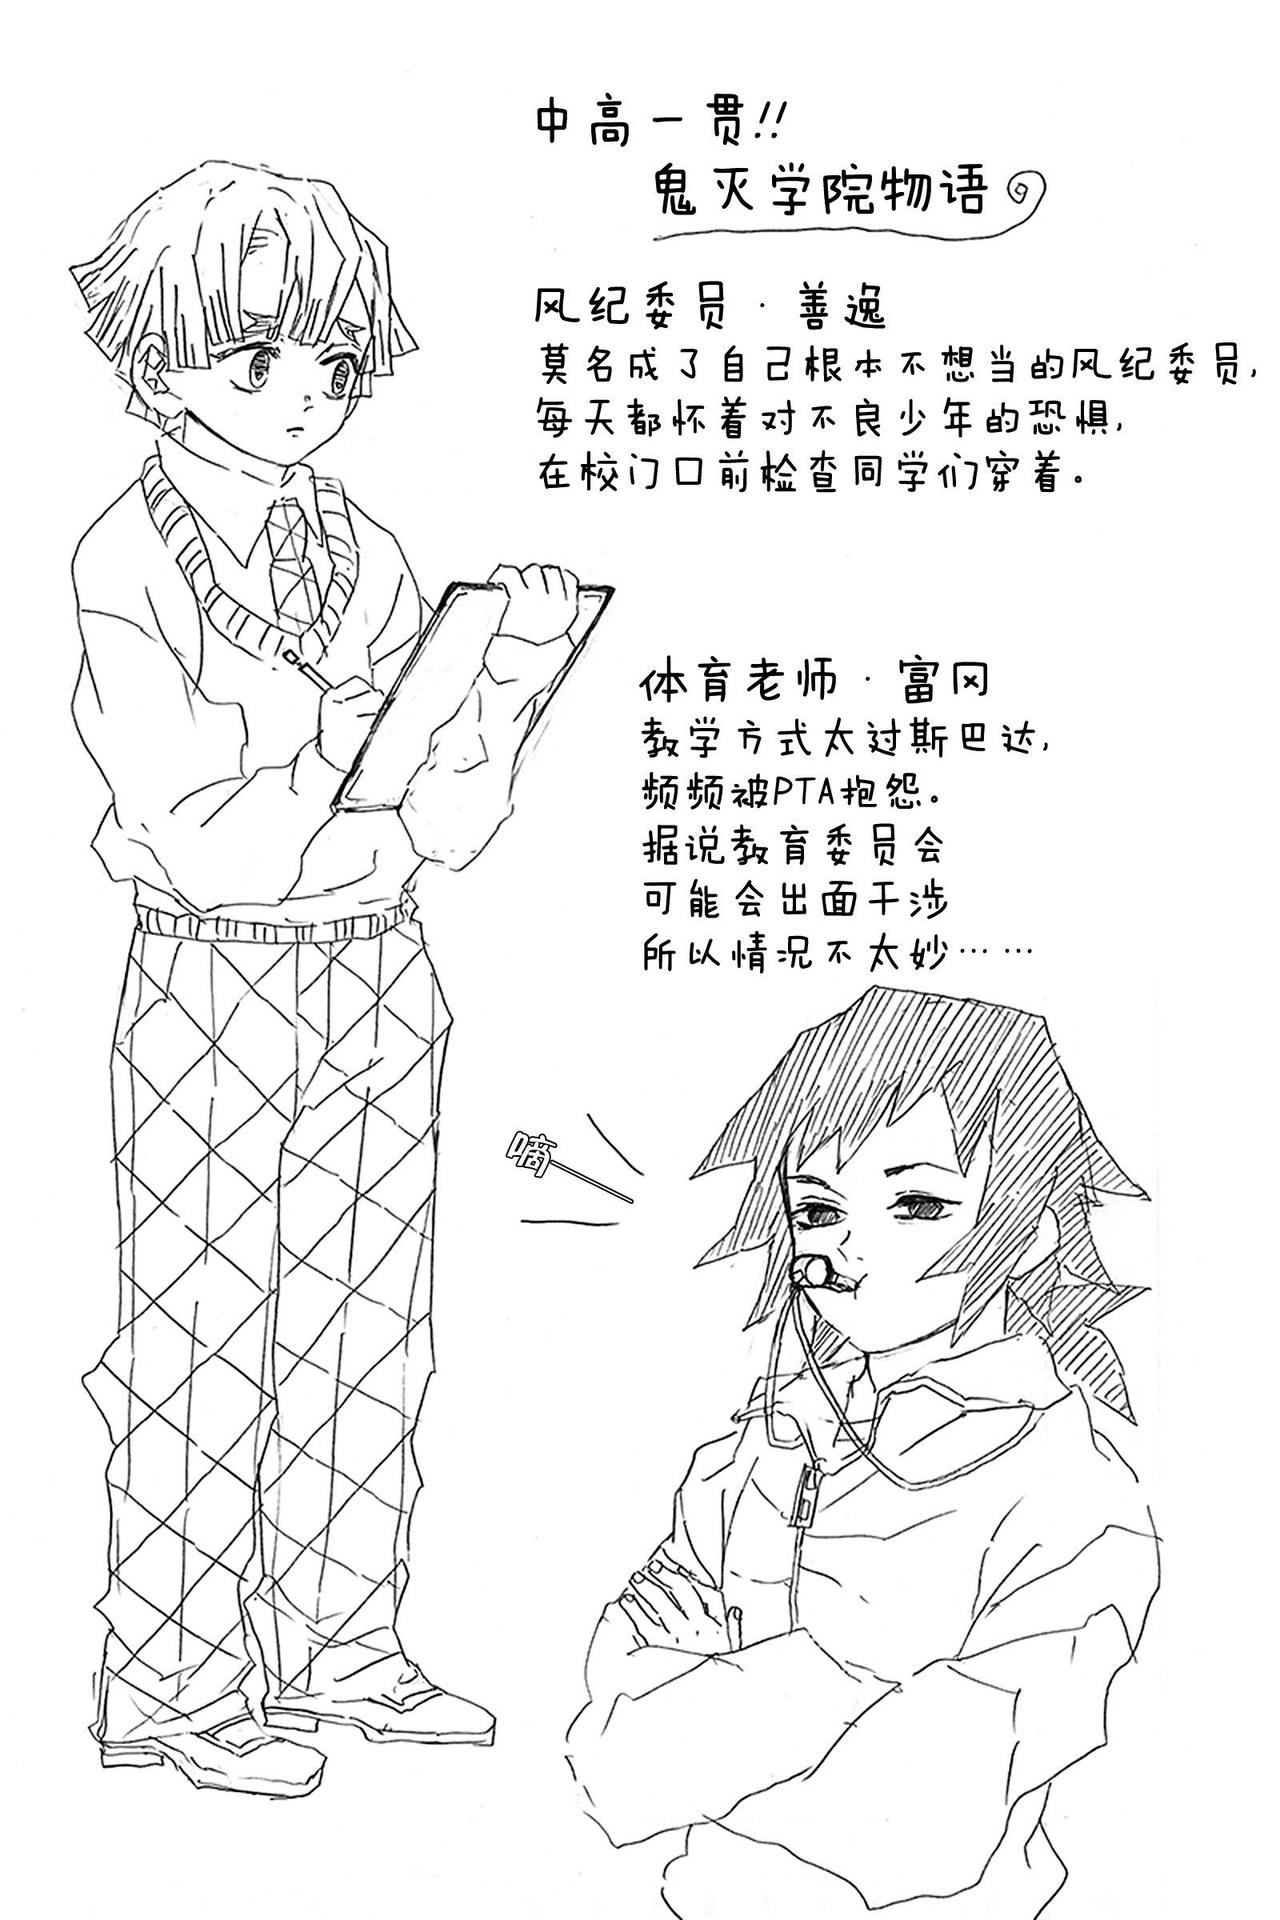 中高一贯!!
鬼灭学院物语
风纪委员·善逸
莫名成了自己根本不想当的风纪委员,
每天都怀着对不良少年的恐惧,
在校门口前检查同学们穿着。
体育老师·富冈
教学方式太过斯巴达,
频频被PTA抱怨。
据说教育委员会
可能会出面干涉
所以情况不太妙……
嘀——